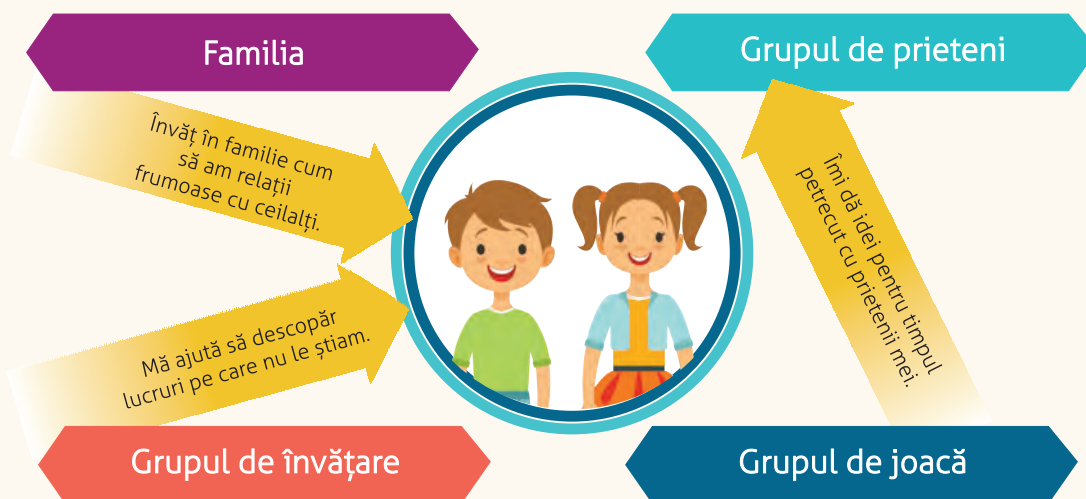 Familia
Grupul de prieteni
Învăț în familie cum
să am relații
frumoase cu ceilalți.
Îmi dă idei pentru timpul
petrecut cu prietenii mei.
Mă ajută să descopăr
lucruri pe care nu le știam.
Grupul de învățare
Grupul de joacă